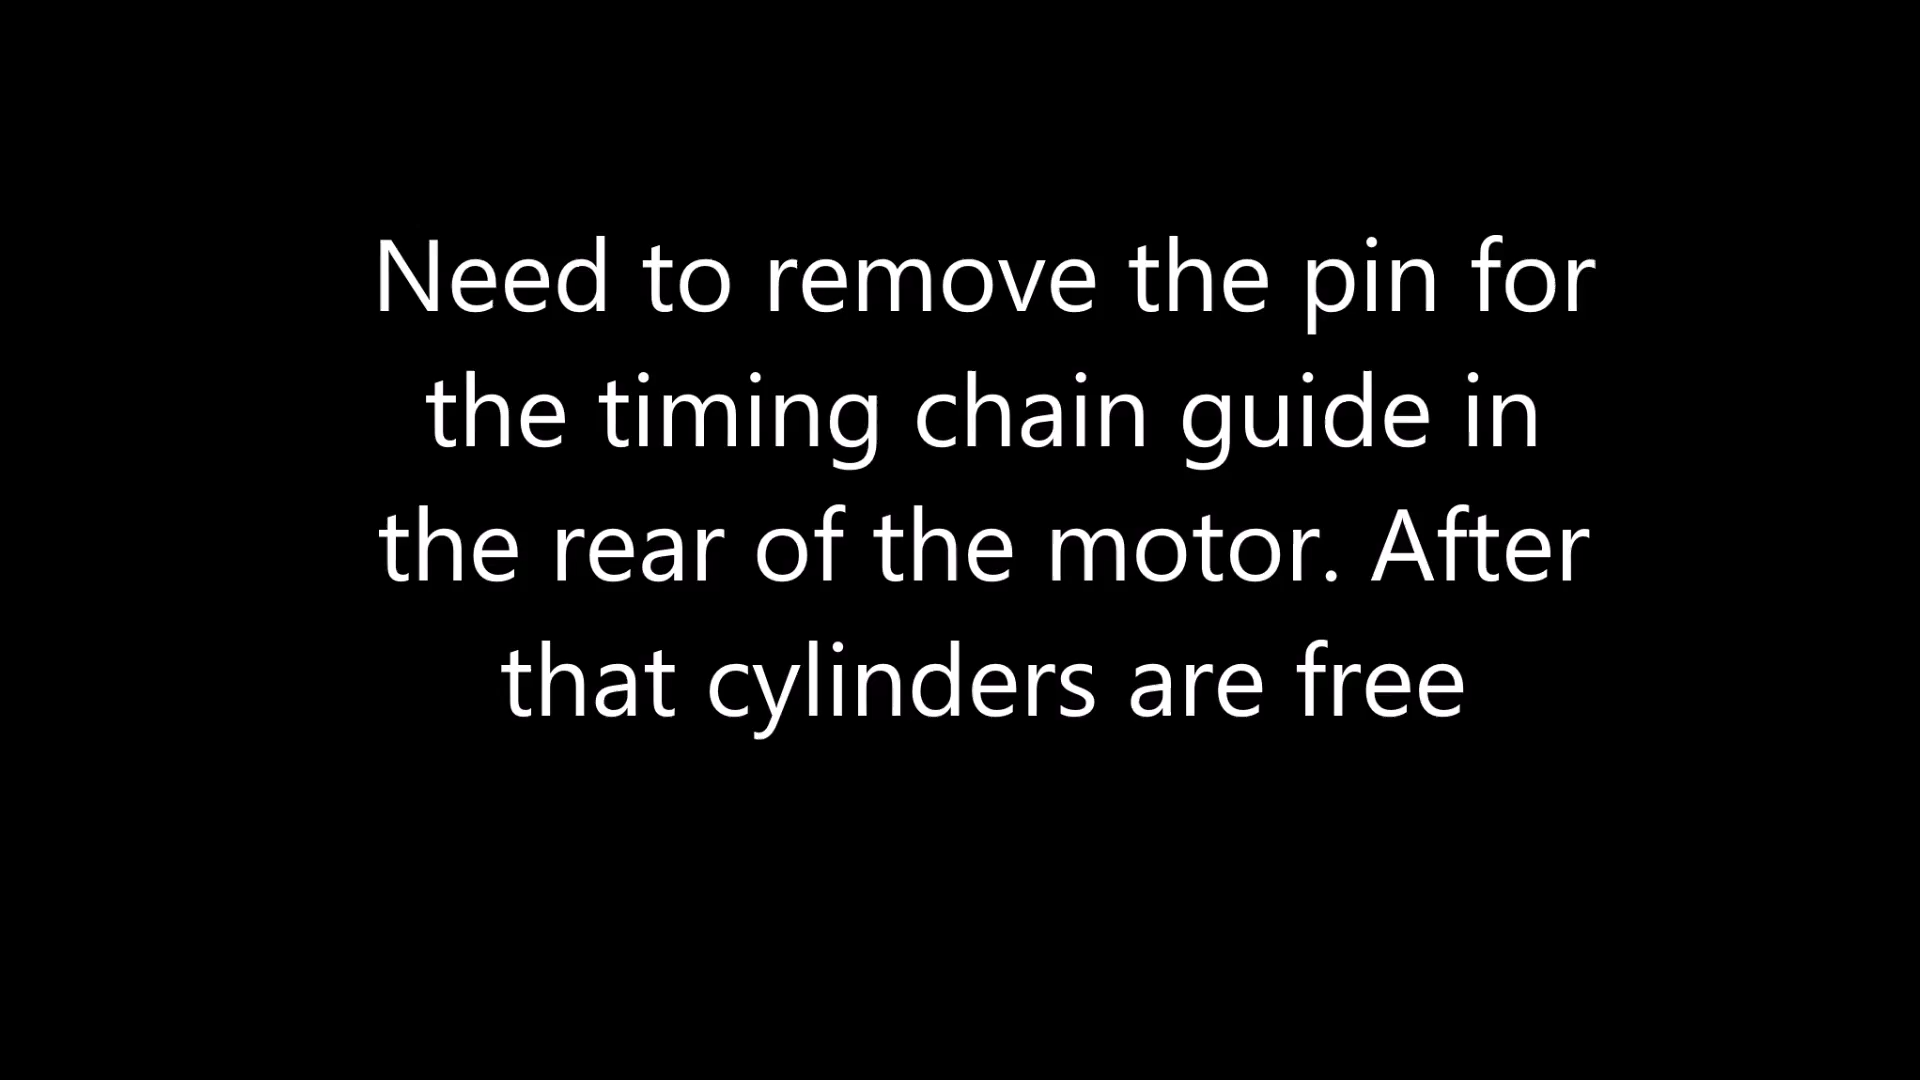 Need to remove the pin for
the timing chain guide in
the rear of the motor. After
that cylinders are free